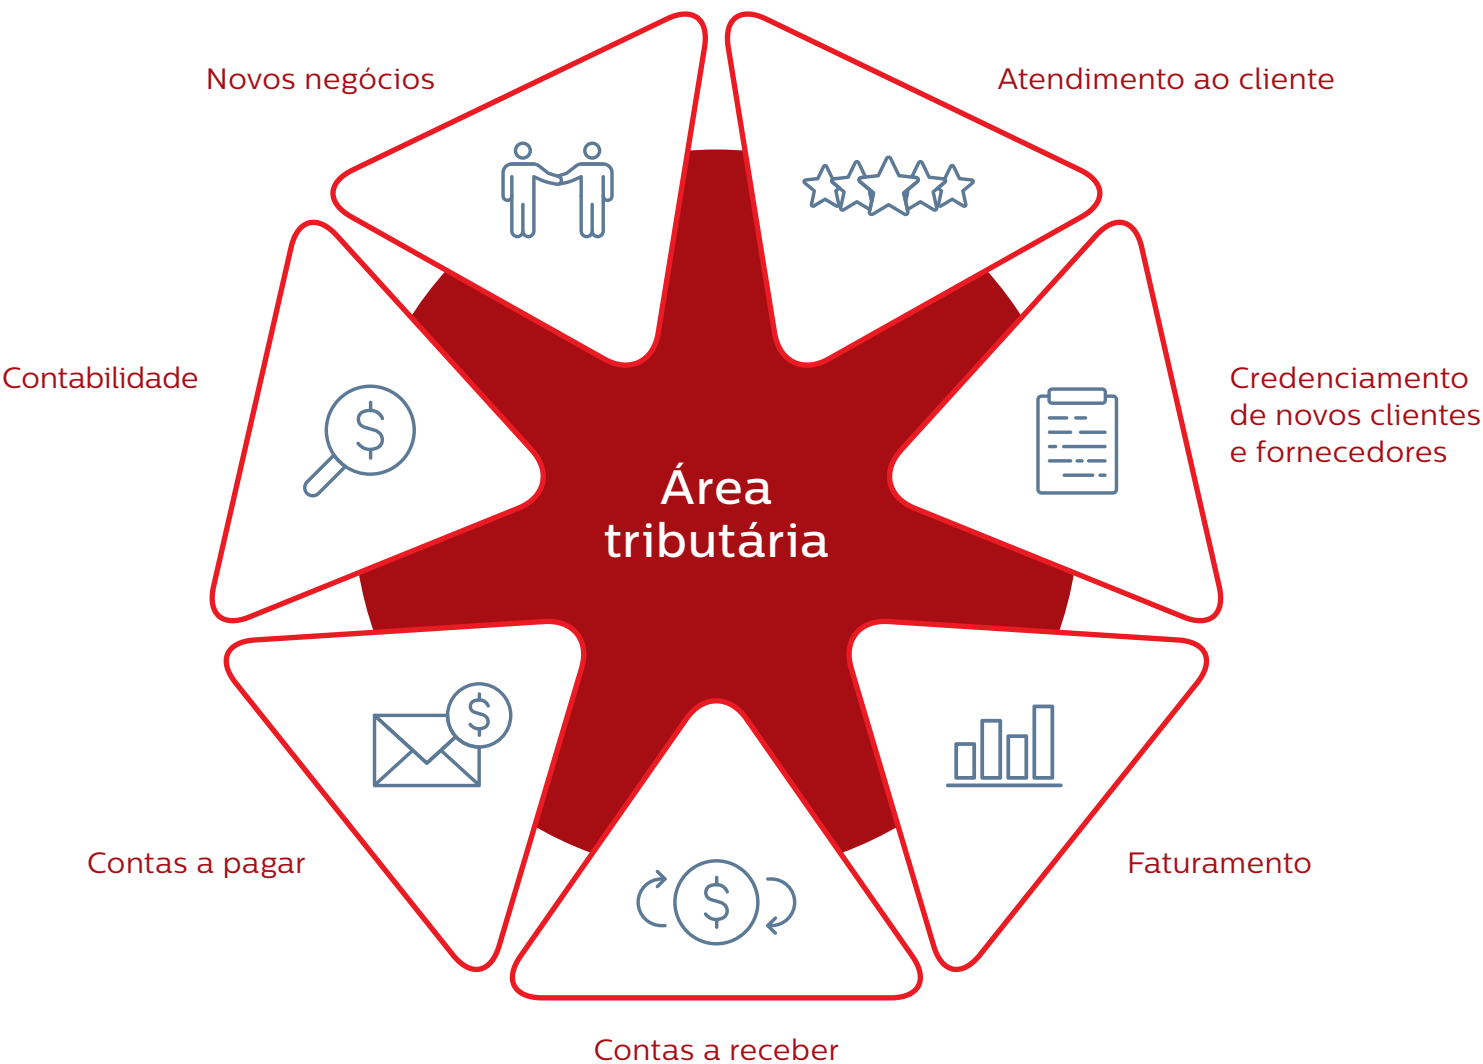 Novos negócios
Atendimento ao cliente
Contabilidade
Credenciamento
de novos clientes
e fornecedores
Área
tributária
Contas a pagar
Faturamento
Contas a receber